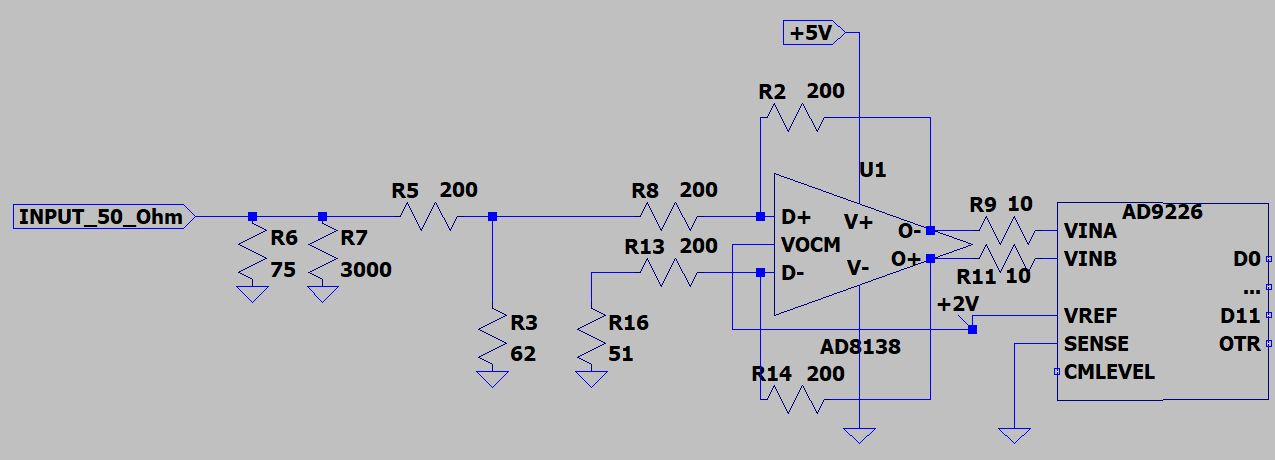 +5V
R2 200
U1
INPUT_50_Ohm
R6
75
R7
3000
R5 200
R3
62
R8 200
R13 200
R16
51
D+
VOCM
D-
V+
V-
O-
O+
AD8138
R14 200
R9 10
R11 10
+2V
AD9226
VINA
VINB
VREF
SENSE
CMLEVEL
D0
...
D11
OTR